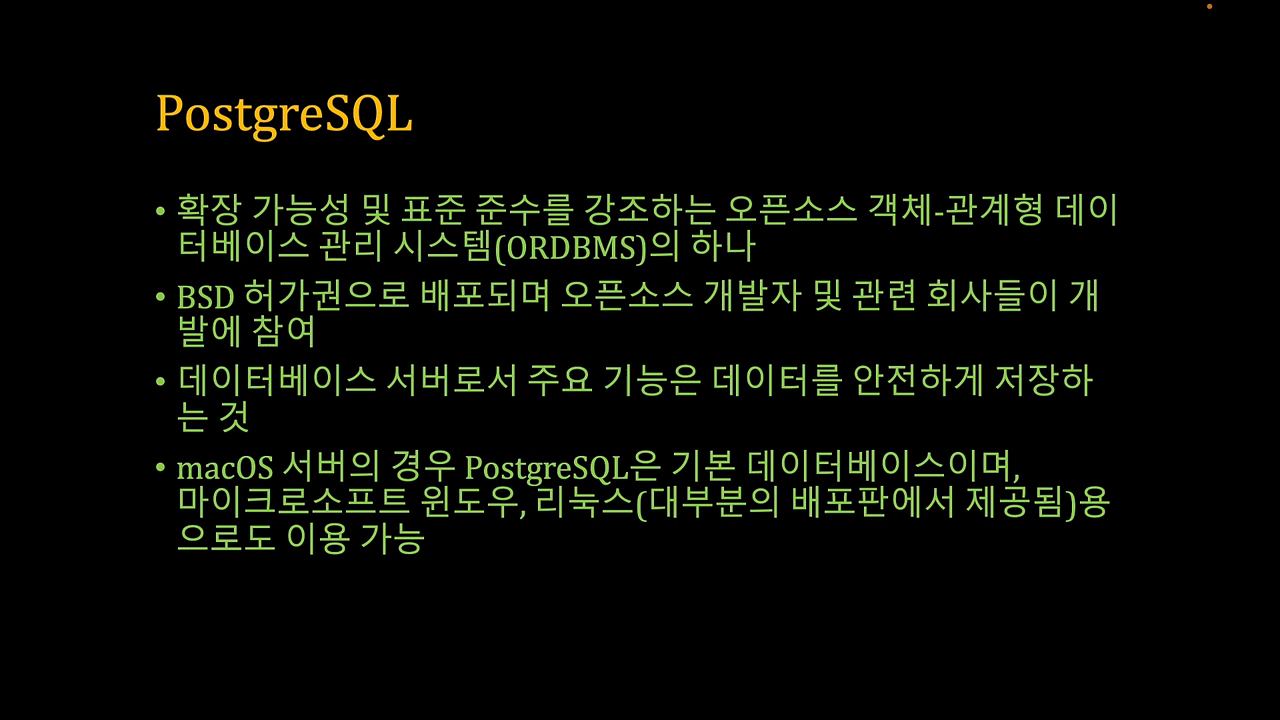 PostgreSQL
• 확장 가능성 및 표준 준수를 강조하는 오픈소스 객체-관계형 데이
터베이스 관리 시스템(ORDBMS)의 하나
• BSD 허가권으로 배포되며 오픈소스 개발자 및 관련 회사들이 개
발에 참여
• 데이터베이스 서버로서 주요 기능은 데이터를 안전하게 저장하
는 것
• macOS 서버의 경우 PostgreSQL은 기본 데이터베이스이며,
마이크로소프트 윈도우, 리눅스(대부분의 배포판에서 제공됨)용
으로도 이용 가능